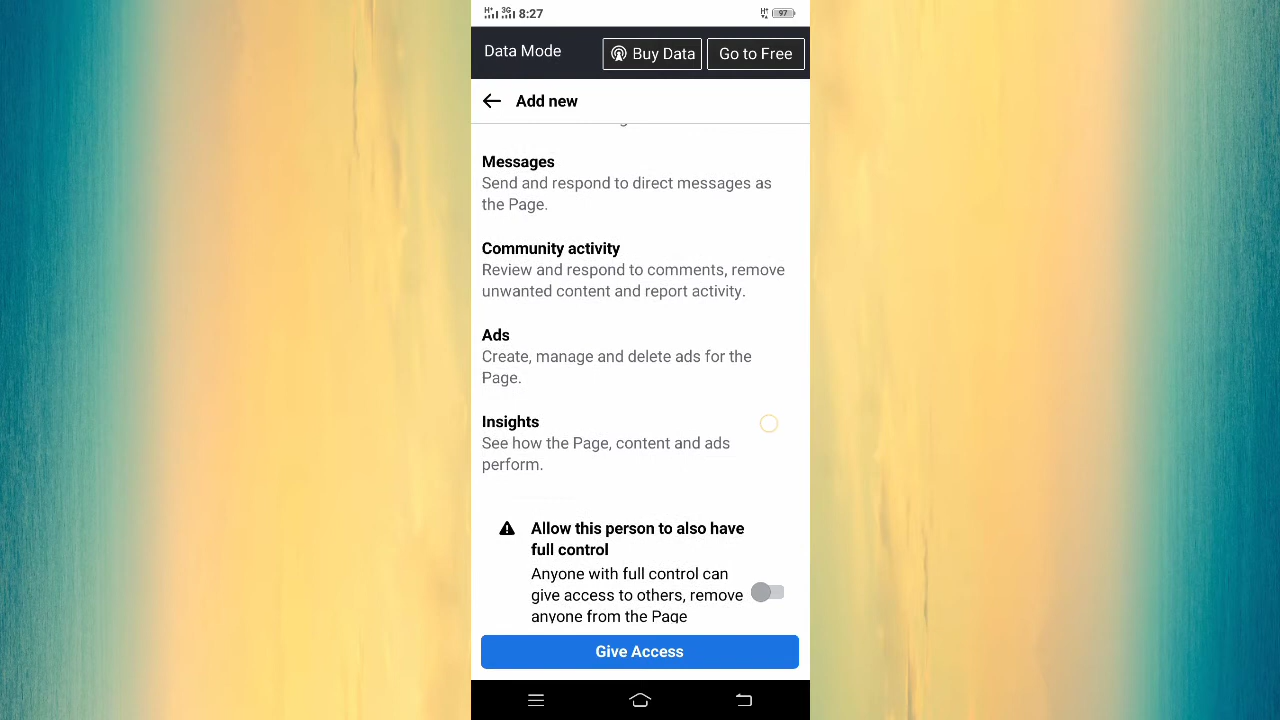 H+ 3G 8:27 H+ 97
Data Mode Buy Data Go to Free
Add new
Messages
Send and respond to direct messages as
the Page.
Community activity
Review and respond to comments, remove
unwanted content and report activity.
Ads
Create, manage and delete ads for the
Page.
Insights
See how the Page, content and ads
perform.
Allow this person to also have
full control
Anyone with full control can
give access to others, remove
anyone from the Page
Give Access